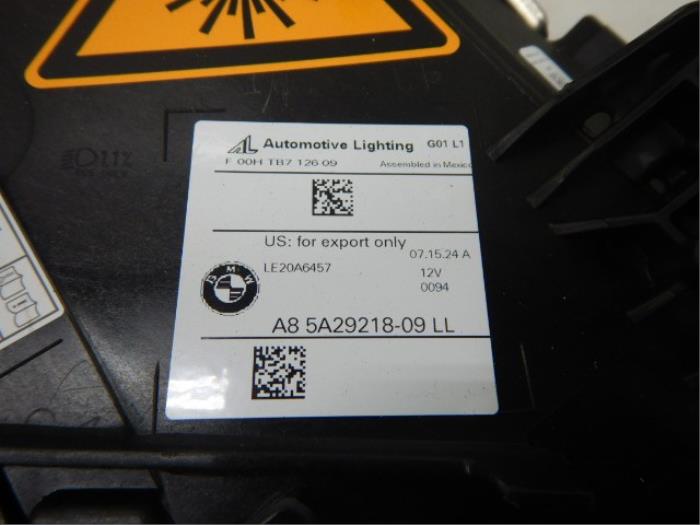 AL Automotive Lighting G01 L1
F 00H TB7 126 09 Assembled in Mexico
US: for export only
LE20A6457 07.15.24 A
BMW 12V
0094
A8 5A29218-09 LL